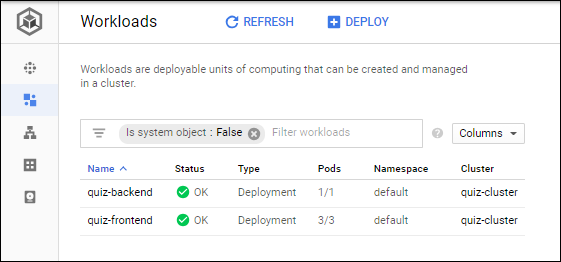 Workloads REFRESH DEPLOY
Workloads are deployable units of computing that can be created and managed
in a cluster.
Is system object : False Filter workloads Columns
Name Status Type Pods Namespace Cluster
quiz-backend OK Deployment 1/1 default quiz-cluster
quiz-frontend OK Deployment 3/3 default quiz-cluster